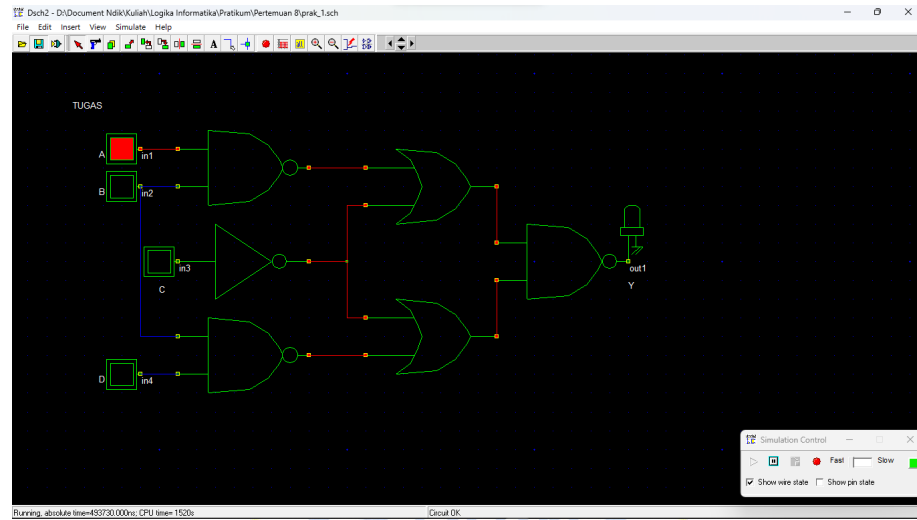 Dsch2 - D:\Document Ndik\Kuliah\Logika Informatika\Pratikum\Pertemuan 8\prak_1.sch
File Edit Insert View Simulate Help
TUGAS
A
in1
B
in2
in3
C
out1
Y
D
in4
Simulation Control
Fast
Slow
Show wire state
Show pin state
Running, absolute time=493730.000ns; CPU time= 1520s
Circuit OK